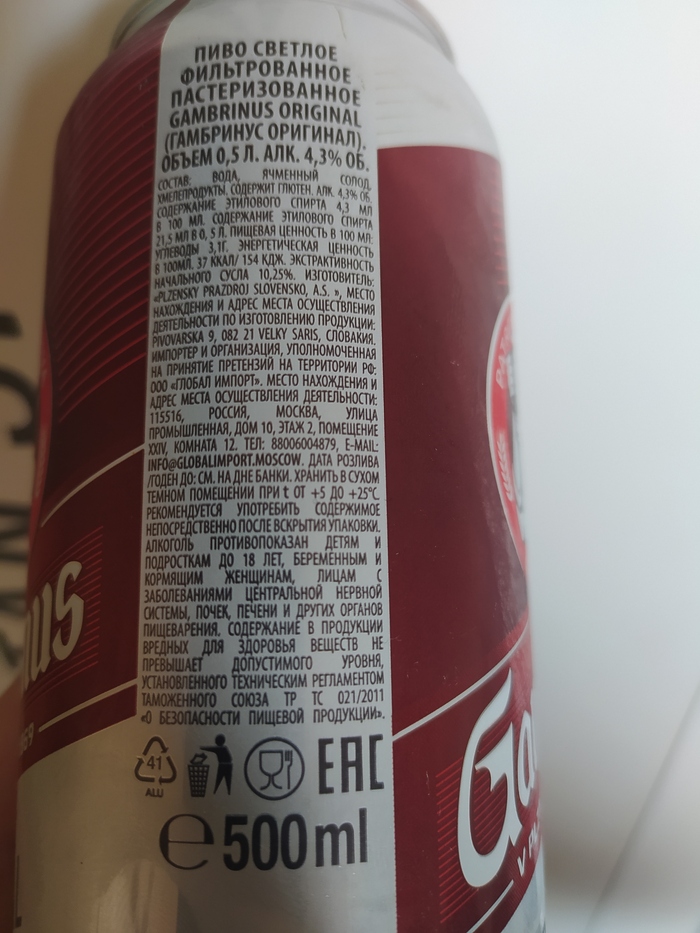 ПИВО СВЕТЛОЕ
ФИЛЬТРОВАННОЕ
ПАСТЕРИЗОВАННОЕ
GAMBRINUS ORIGINAL
(ГАМБРИНУС ОРИГИНАЛ).
ОБЪЕМ 0,5 Л. АЛК. 4,3% ОБ.
СОСТАВ: ВОДА, ЯЧМЕННЫЙ СОЛОД,
ХМЕЛЕПРОДУКТЫ. СОДЕРЖИТ ГЛЮТЕН. АЛК. 4,3% ОБ.
СОДЕРЖАНИЕ ЭТИЛОВОГО СПИРТА 4,3 МЛ
В 100 МЛ. СОДЕРЖАНИЕ ЭТИЛОВОГО СПИРТА
21,5 МЛ В 0,5 Л. ПИЩЕВАЯ ЦЕННОСТЬ В 100 МЛ:
УГЛЕВОДЫ 3,1Г. ЭНЕРГЕТИЧЕСКАЯ ЦЕННОСТЬ
В 100МЛ. 37 ККАЛ/ 154 КДЖ. ЭКСТРАКТИВНОСТЬ
НАЧАЛЬНОГО СУСЛА 10,25%. ИЗГОТОВИТЕЛЬ:
«PLZENSKY PRAZDROJ SLOVENSKO, A.S. », МЕСТО
НАХОЖДЕНИЯ И АДРЕС МЕСТА ОСУЩЕСТВЛЕНИЯ
ДЕЯТЕЛЬНОСТИ ПО ИЗГОТОВЛЕНИЮ ПРОДУКЦИИ:
PIVOVARSKA 9, 082 21 VELKY SARIS, СЛОВАКИЯ.
ИМПОРТЕР И ОРГАНИЗАЦИЯ, УПОЛНОМОЧЕННАЯ
НА ПРИНЯТИЕ ПРЕТЕНЗИЙ НА ТЕРРИТОРИИ РФ:
ООО «ГЛОБАЛ ИМПОРТ». МЕСТО НАХОЖДЕНИЯ И
АДРЕС МЕСТА ОСУЩЕСТВЛЕНИЯ ДЕЯТЕЛЬНОСТИ:
115516, РОССИЯ, МОСКВА, УЛИЦА
ПРОМЫШЛЕННАЯ, ДОМ 10, ЭТАЖ 2, ПОМЕЩЕНИЕ
XXIV, КОМНАТА 12. ТЕЛ: 88006004879, E-MAIL:
INFO@GLOBALIMPORT.MOSCOW. ДАТА РОЗЛИВА
/ГОДЕН ДО: СМ. НА ДНЕ БАНКИ. ХРАНИТЬ В СУХОМ
ТЕМНОМ ПОМЕЩЕНИИ ПРИ t ОТ +5 ДО +25°С.
РЕКОМЕНДУЕТСЯ УПОТРЕБИТЬ СОДЕРЖИМОЕ
НЕПОСРЕДСТВЕННО ПОСЛЕ ВСКРЫТИЯ УПАКОВКИ.
АЛКОГОЛЬ ПРОТИВОПОКАЗАН ДЕТЯМ И
ПОДРОСТКАМ ДО 18 ЛЕТ, БЕРЕМЕННЫМ И
КОРМЯЩИМ ЖЕНЩИНАМ, ЛИЦАМ С
ЗАБОЛЕВАНИЯМИ ЦЕНТРАЛЬНОЙ НЕРВНОЙ
СИСТЕМЫ, ПОЧЕК, ПЕЧЕНИ И ДРУГИХ ОРГАНОВ
ПИЩЕВАРЕНИЯ. СОДЕРЖАНИЕ В ПРОДУКЦИИ
ВРЕДНЫХ ДЛЯ ЗДОРОВЬЯ ВЕЩЕСТВ НЕ
ПРЕВЫШАЕТ ДОПУСТИМОГО УРОВНЯ,
УСТАНОВЛЕННОГО ТЕХНИЧЕСКИМ РЕГЛАМЕНТОМ
ТАМОЖЕННОГО СОЮЗА ТР ТС 021/2011
«О БЕЗОПАСНОСТИ ПИЩЕВОЙ ПРОДУКЦИИ».
41
ALU
EAC
℮ 500 ml
nus
Ga
V